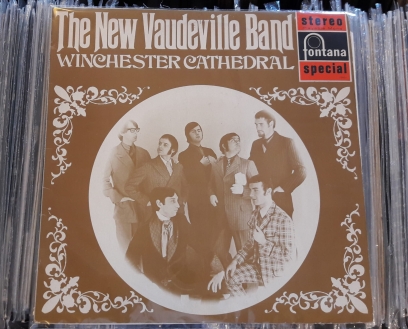 The New Vaudeville Band
WINCHESTER CATHEDRAL
stereo
fontana
special